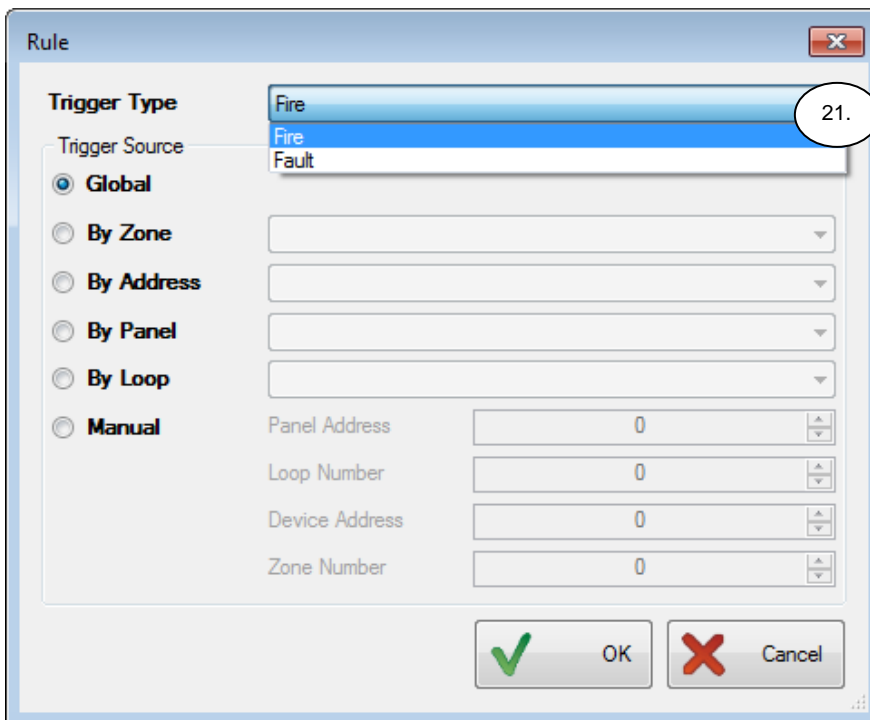 Rule
Trigger Type Fire 21.
Fire
Trigger Source
Fault
Global
By Zone
By Address
By Panel
By Loop
Manual Panel Address 0
Loop Number 0
Device Address 0
Zone Number 0
OK Cancel